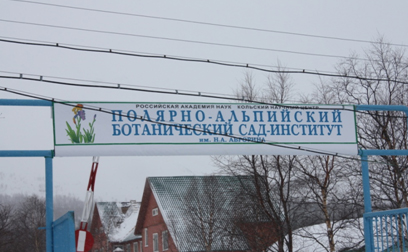 РОССИЙСКАЯ АКАДЕМИЯ НАУК КОЛЬСКИЙ НАУЧНЫЙ ЦЕНТР
ПОЛЯРНО-АЛЬПИЙСКИЙ
БОТАНИЧЕСКИЙ САД-ИНСТИТУТ
им. Н.А. АВРОРИНА